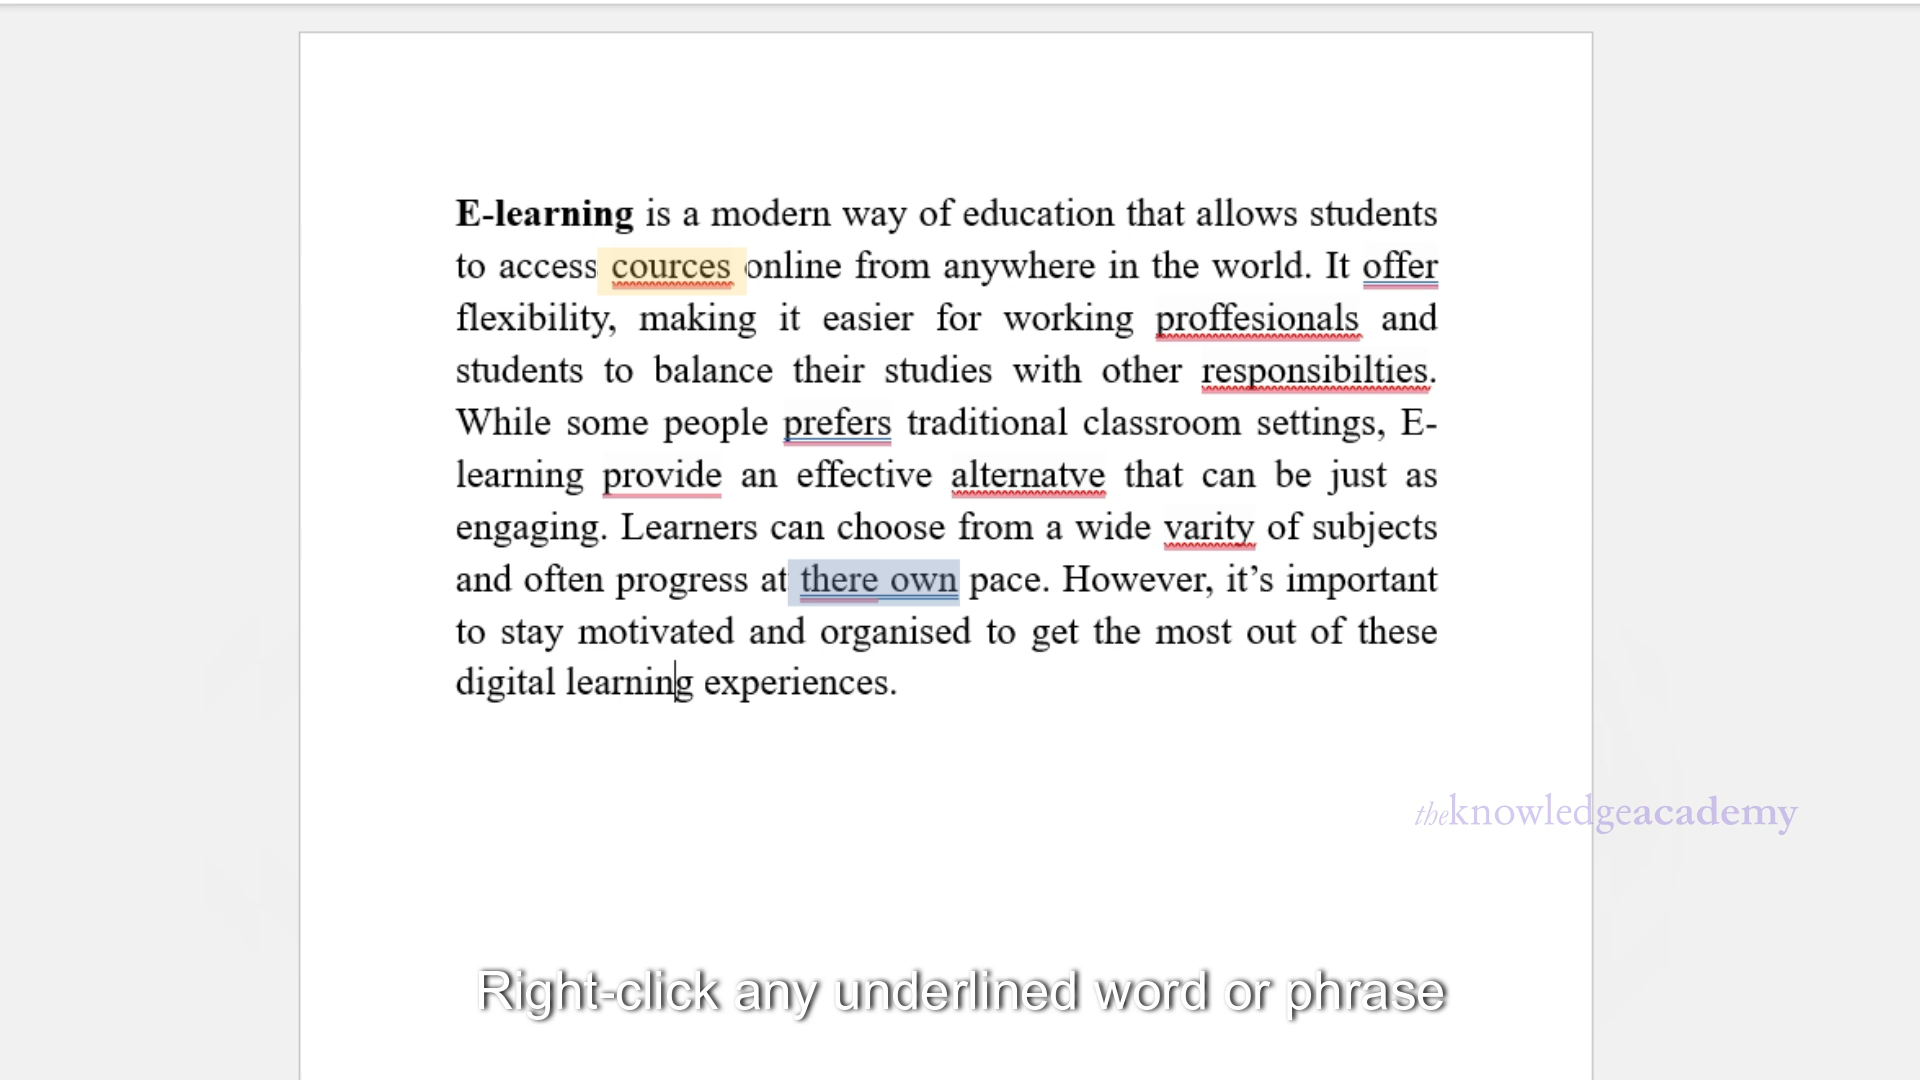 E-learning is a modern way of education that allows students
to access cources online from anywhere in the world. It offer
flexibility, making it easier for working proffesionals and
students to balance their studies with other responsibilties.
While some people prefers traditional classroom settings, E-
learning provide an effective alternatve that can be just as
engaging. Learners can choose from a wide varity of subjects
and often progress at there own pace. However, it’s important
to stay motivated and organised to get the most out of these
digital learning experiences.
theknowledgeacademy
Right-click any underlined word or phrase